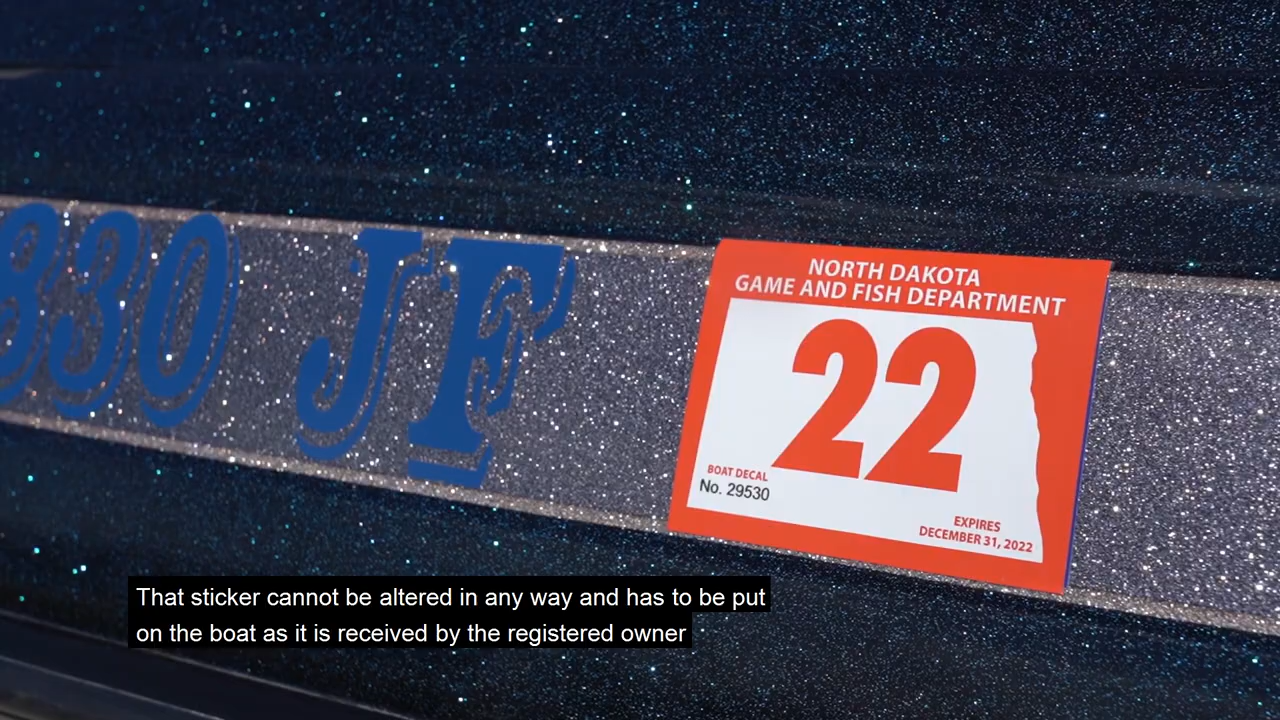 830 JF
NORTH DAKOTA
GAME AND FISH DEPARTMENT
22
BOAT DECAL
No. 29530
EXPIRES
DECEMBER 31, 2022
That sticker cannot be altered in any way and has to be put
on the boat as it is received by the registered owner